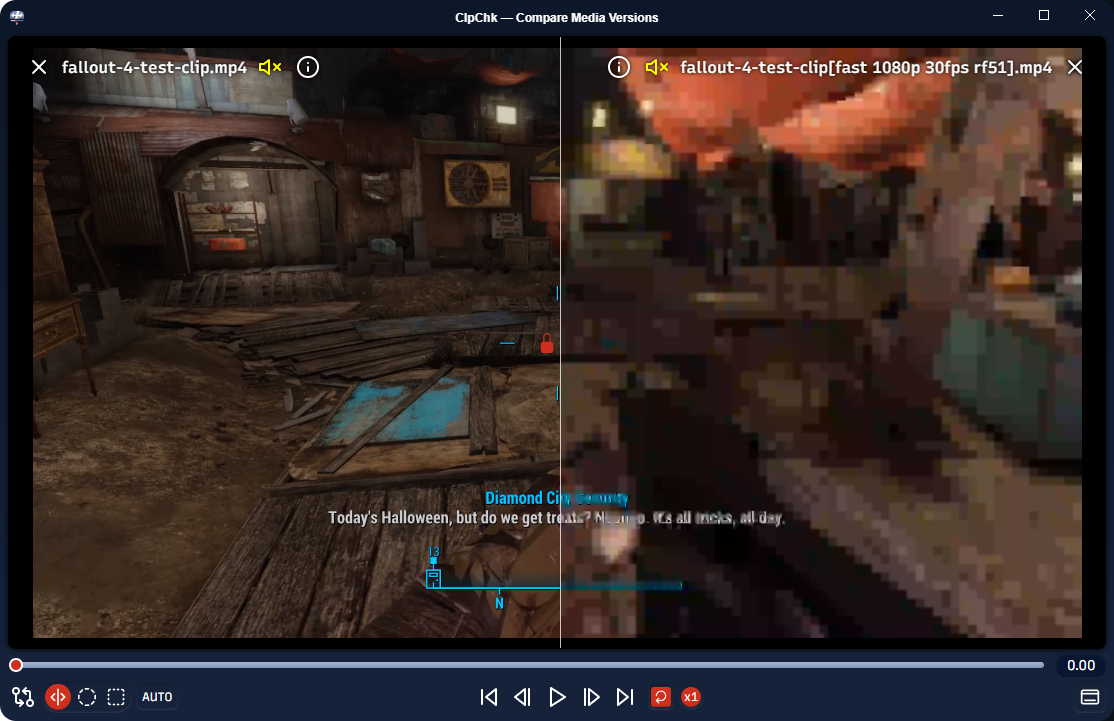 ClpChk — Compare Media Versions
fallout-4-test-clip.mp4
fallout-4-test-clip[fast 1080p 30fps rf51].mp4
Diamond City Security
Today's Halloween, but do we get treats? No. It's all tricks, all day.
13
N
0.00
AUTO
x1